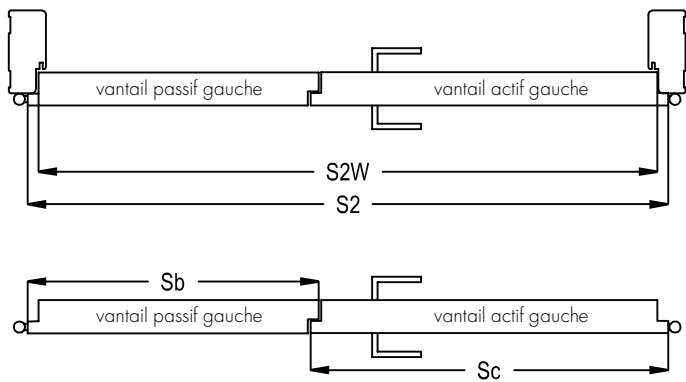 vantail passif gauche
vantail actif gauche
S2W
S2
Sb
vantail passif gauche
vantail actif gauche
Sc